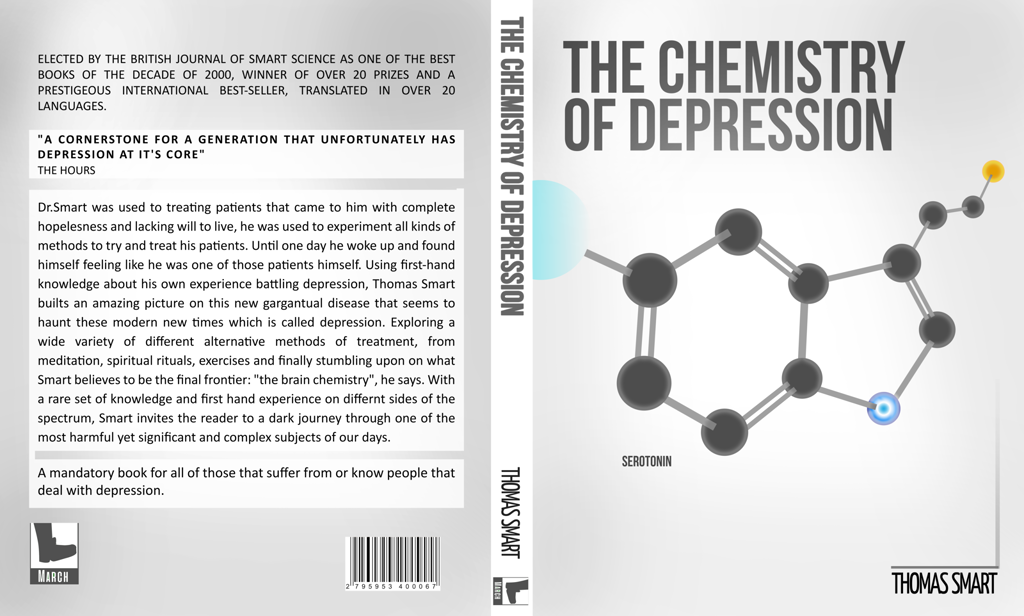 ELECTED BY THE BRITISH JOURNAL OF SMART SCIENCE AS ONE OF THE BEST
BOOKS OF THE DECADE OF 2000, WINNER OF OVER 20 PRIZES AND A
PRESTIGEOUS INTERNATIONAL BEST-SELLER, TRANSLATED IN OVER 20
LANGUAGES.
"A CORNERSTONE FOR A GENERATION THAT UNFORTUNATELY HAS
DEPRESSION AT IT'S CORE"
THE HOURS
Dr.Smart was used to treating patients that came to him with complete
hopelesness and lacking will to live, he was used to experiment all kinds of
methods to try and treat his patients. Until one day he woke up and found
himself feeling like he was one of those patients himself. Using first-hand
knowledge about his own experience battling depression, Thomas Smart
builts an amazing picture on this new gargantual disease that seems to
haunt these modern new times which is called depression. Exploring a
wide variety of different alternative methods of treatment, from
meditation, spiritual rituals, exercises and finally stumbling upon on what
Smart believes to be the final frontier: "the brain chemistry", he says. With
a rare set of knowledge and first hand experience on differnt sides of the
spectrum, Smart invites the reader to a dark journey through one of the
most harmful yet significant and complex subjects of our days.
A mandatory book for all of those that suffer from or know people that
deal with depression.
MARCH
2 795953 400067
THE CHEMISTRY OF DEPRESSION
THOMAS SMART
MARCH
THE CHEMISTRY
OF DEPRESSION
SEROTONIN
THOMAS SMART